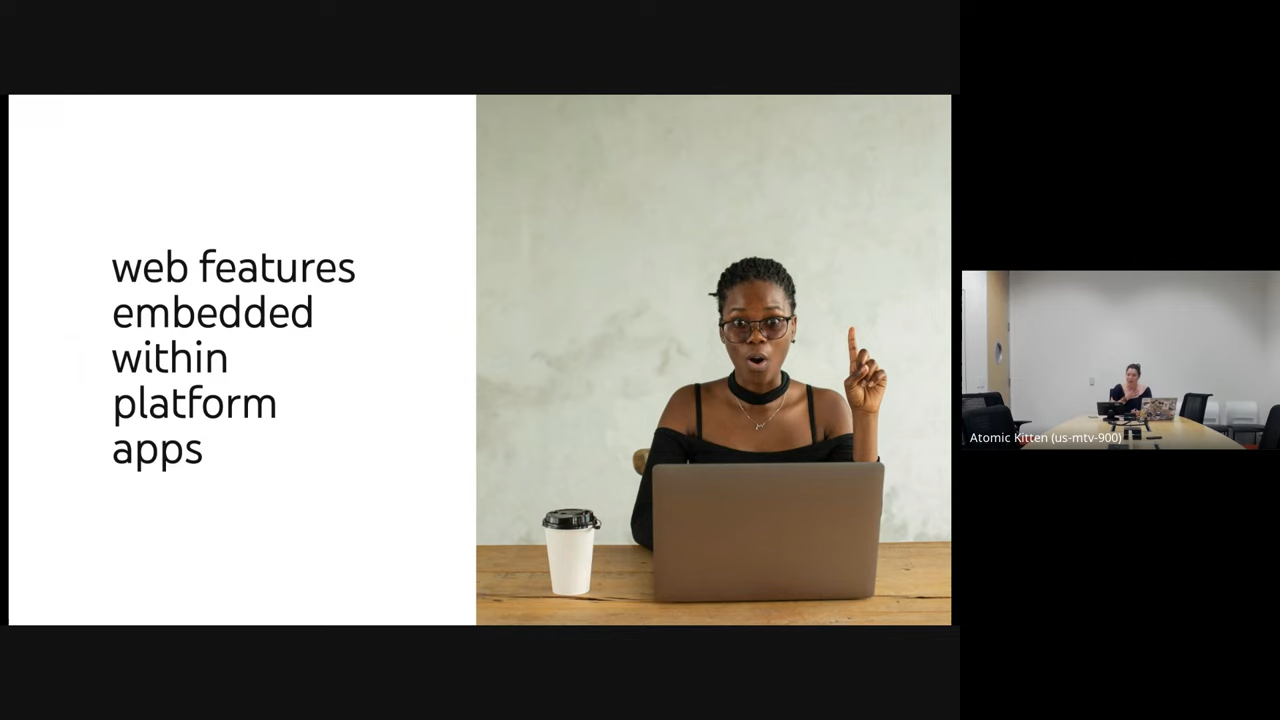 web features
embedded
within
platform
apps
Atomic Kitten (us-mtv-900)